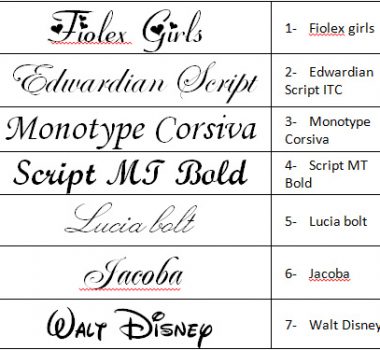 Fiolex Girls
1- Fiolex girls
Edwardian Script
2- Edwardian
Script ITC
Monotype Corsiva
3- Monotype
Corsiva
Script MT Bold
4- Script MT
Bold
Lucia bolt
5- Lucia bolt
Jacoba
6- Jacoba
Walt Disney
7- Walt Disney